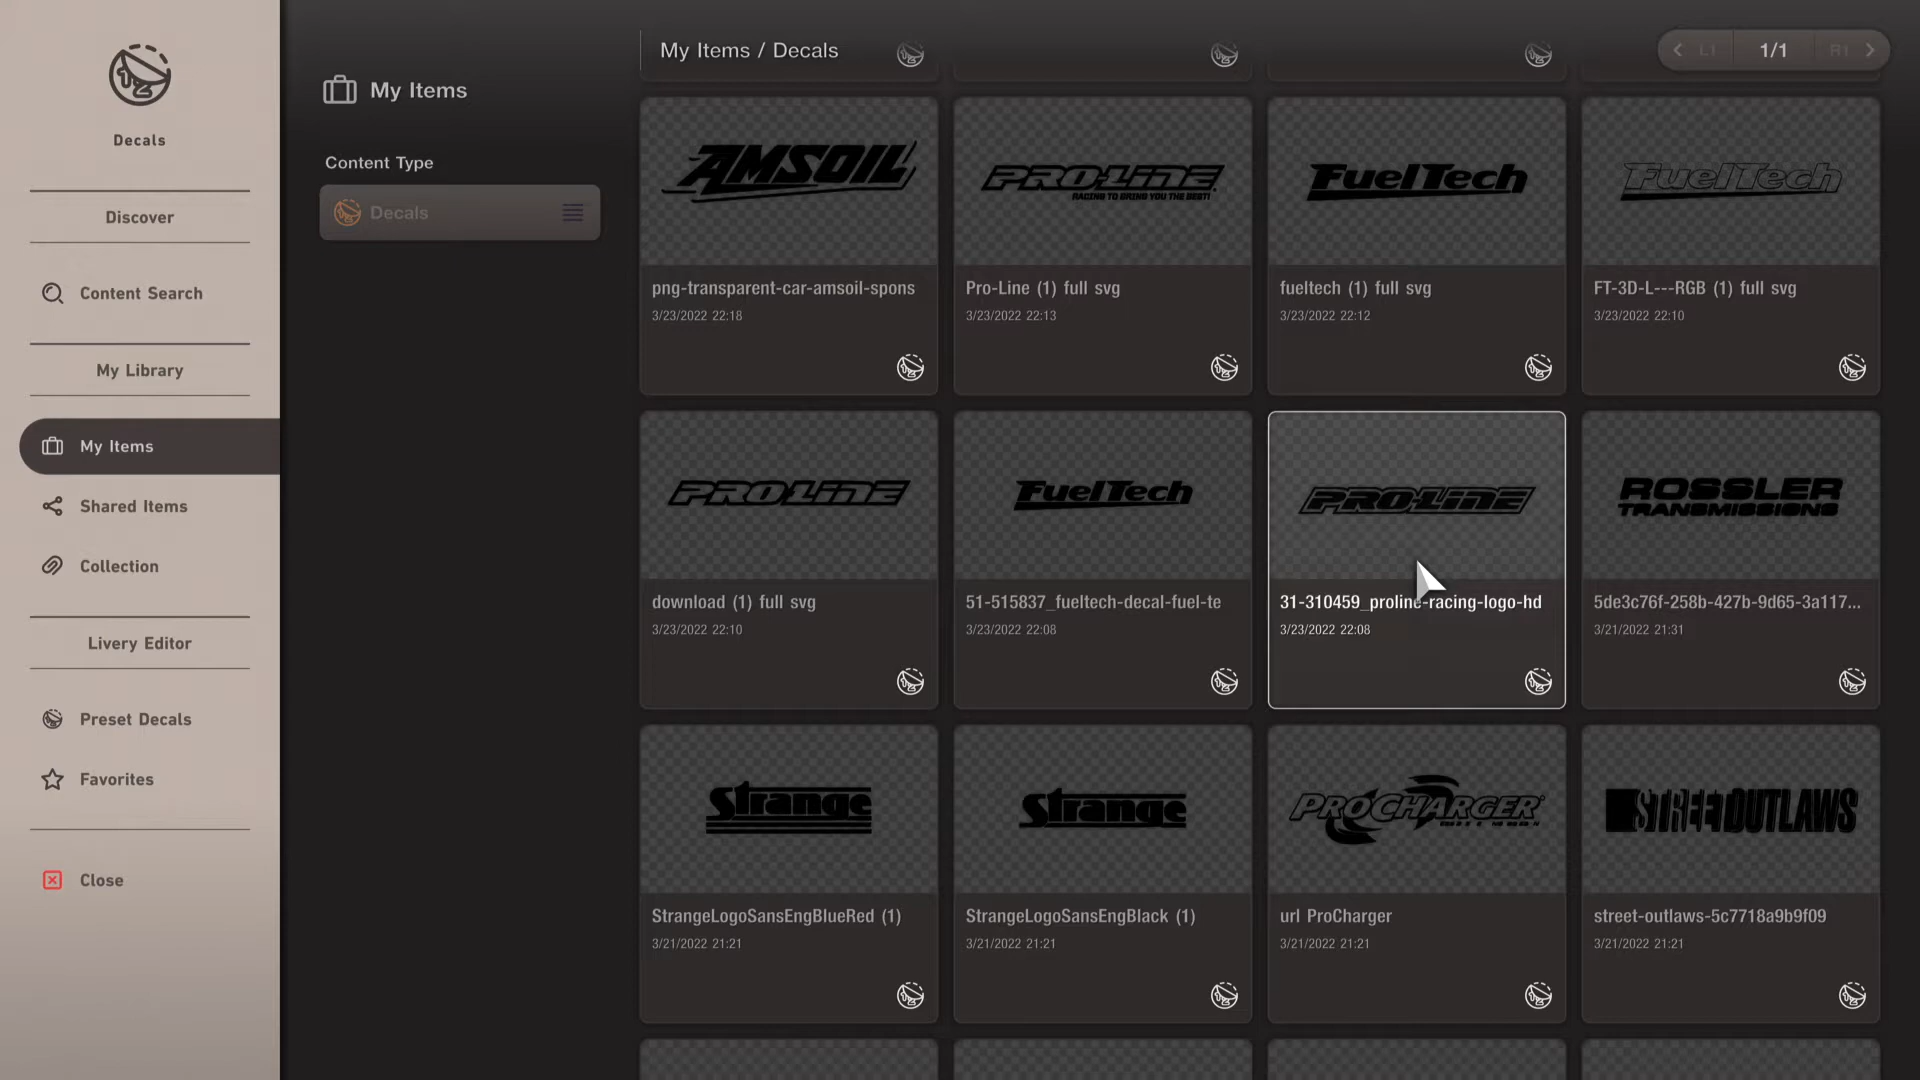 Decals
Discover
Content Search
My Library
My Items
Shared Items
Collection
Livery Editor
Preset Decals
Favorites
Close
My Items
Content Type
Decals
My Items / Decals
L1
1/1
R1
AMSOIL
PRO-LINE
RACING TO BRING YOU THE BEST!
FuelTech
FuelTech
png-transparent-car-amsoil-spons
3/23/2022 22:18
Pro-Line (1) full svg
3/23/2022 22:13
fueltech (1) full svg
3/23/2022 22:12
FT-3D-L---RGB (1) full svg
3/23/2022 22:10
PRO-LINE
FuelTech
PRO-LINE
ROSSLER
TRANSMISSIONS
download (1) full svg
3/23/2022 22:10
51-515837_fueltech-decal-fuel-te
3/23/2022 22:08
31-310459_proline-racing-logo-hd
3/23/2022 22:08
5de3c76f-258b-427b-9d65-3a117...
3/21/2022 21:31
Strange
Strange
PROCHARGER
STREETOUTLAWS
StrangeLogoSansEngBlueRed (1)
3/21/2022 21:21
StrangeLogoSansEngBlack (1)
3/21/2022 21:21
url ProCharger
3/21/2022 21:21
street-outlaws-5c7718a9b9f09
3/21/2022 21:21